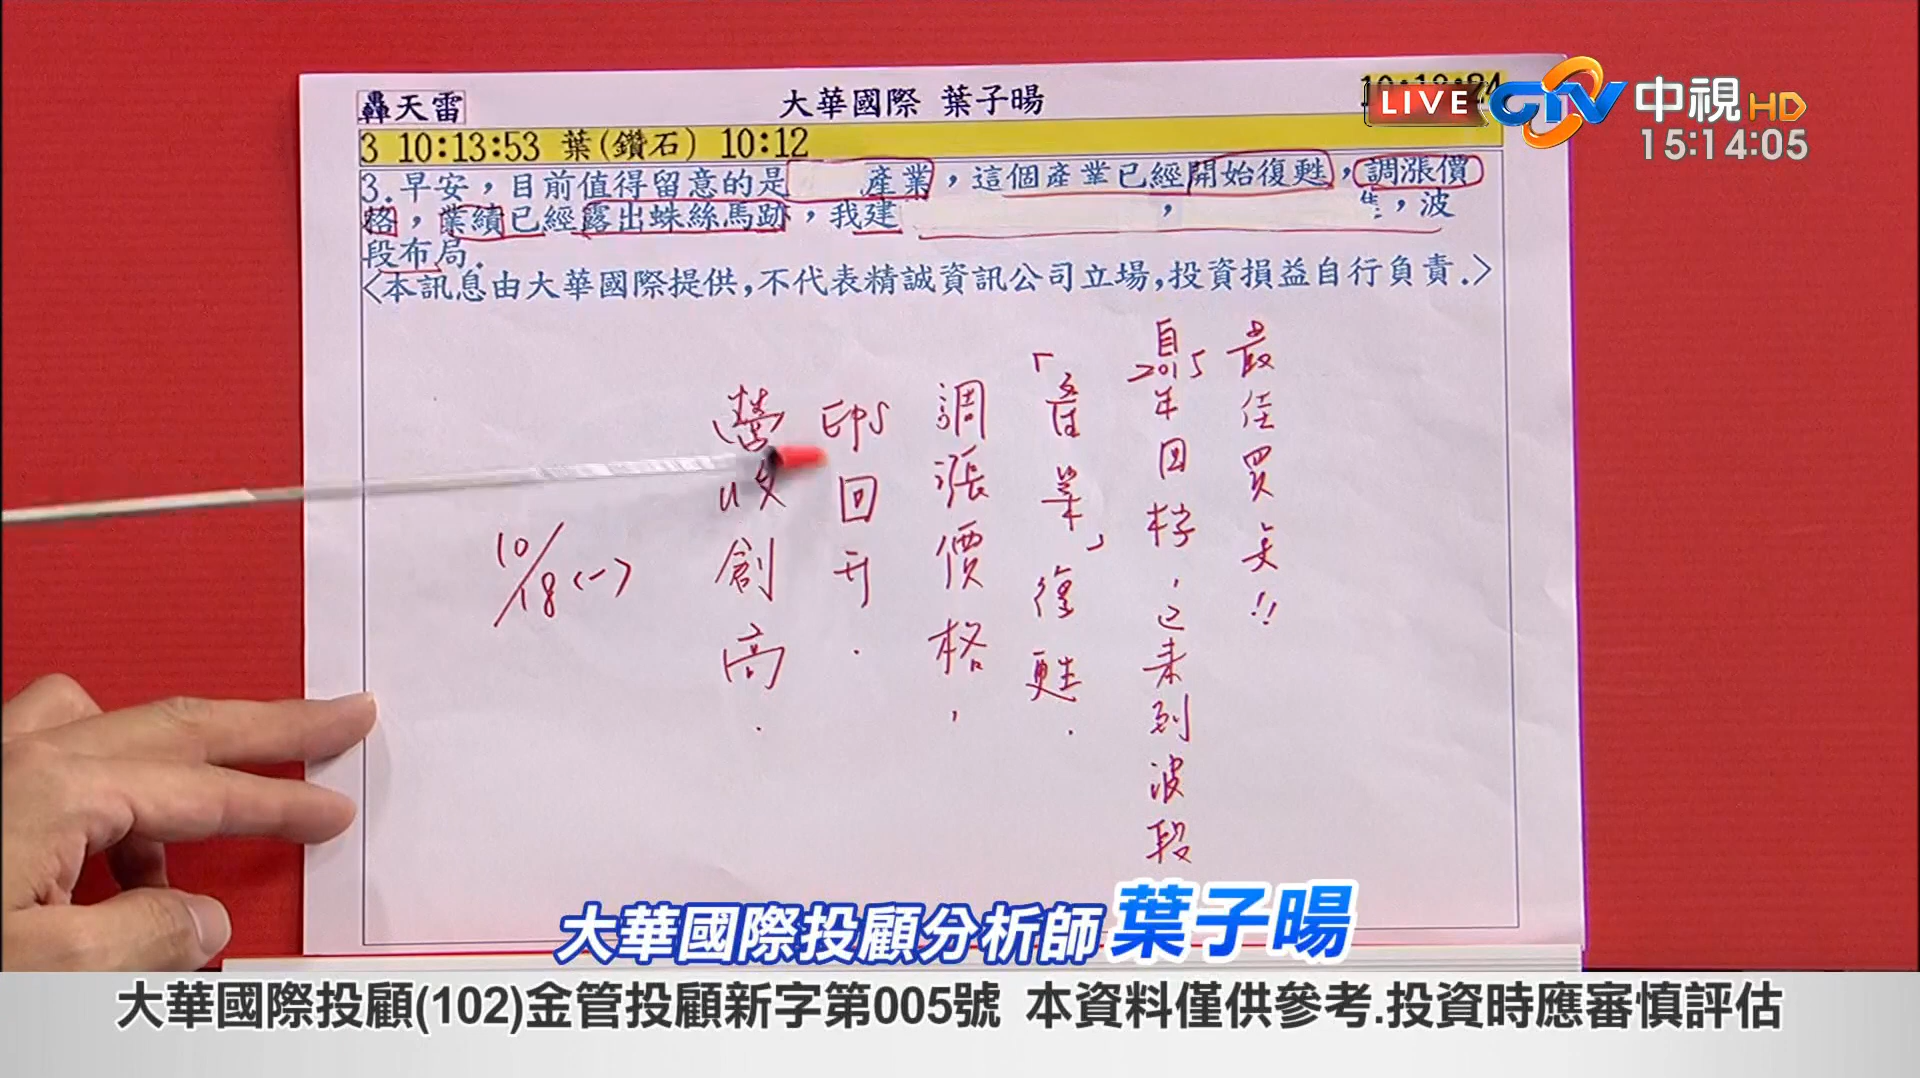 轟天雷
大華國際 葉子暘
LIVE CTV 中視HD
15:14:05
3 10:13:53 葉(鑽石) 10:12
3.早安，目前值得留意的是 產業，這個產業已經開始復甦，調漲價
格，業績已經露出蛛絲馬跡，我建 ， ，波
段布局.
<本訊息由大華國際提供,不代表精誠資訊公司立場,投資損益自行負責.>
最佳買點!!
自2015年回檔，已來到波段
「產業」復甦.
調漲價格，
EPS回升.
營收創高.
10/18(一)
大華國際投顧分析師 葉子暘
大華國際投顧(102)金管投顧新字第005號 本資料僅供參考.投資時應審慎評估